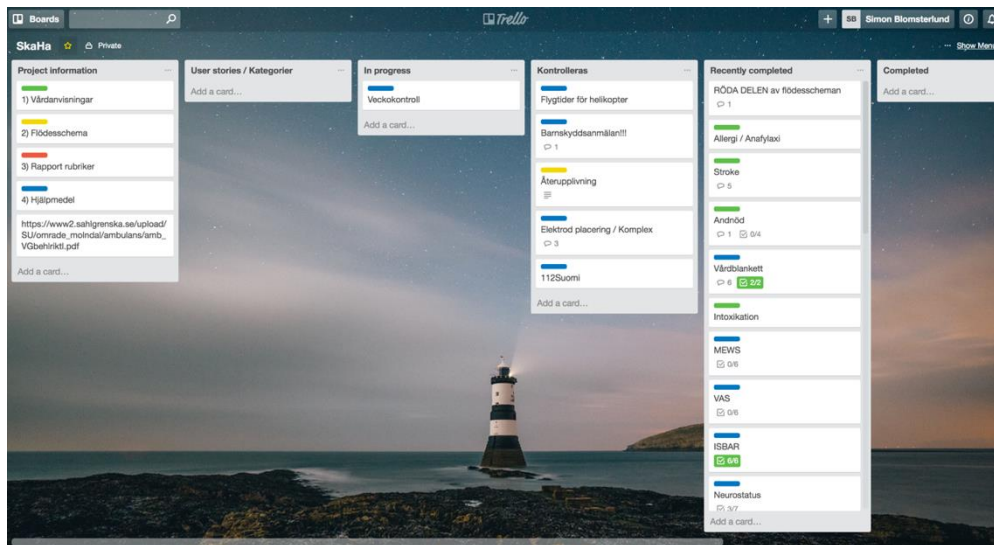 Boards
Trello
SB Simon Blomsterlund
SkaHa
Private
... Show Menu
Project information
1) Vårdanvisningar
2) Flödesschema
3) Rapport rubriker
4) Hjälpmedel
https://www2.sahlgrenska.se/upload/
SU/omrade_molndal/ambulans/amb_
VGbehlriktl.pdf
Add a card...
User stories / Kategorier
Add a card...
In progress
Veckokontroll
Add a card...
Kontrolleras
Flygtider för helikopter
Barnskyddsanmälan!!!
1
Återupplivning
Elektrod placering / Komplex
3
112Suomi
Add a card...
Recently completed
RÖDA DELEN av flödesscheman
1
Allergi / Anafylaxi
Stroke
5
Andnöd
1 0/4
Vårdblankett
6 2/2
Intoxikation
MEWS
0/6
VAS
0/6
ISBAR
6/6
Neurostatus
3/7
Add a card...
Completed
Add a card...